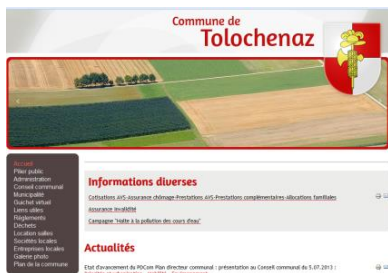 Commune de
Tolochenaz
Accueil
Pilier public
Administration
Conseil communal
Municipalité
Guichet virtuel
Liens utiles
Règlements
Déchets
Location salles
Sociétés locales
Entreprises locales
Galerie photo
Plan de la commune
Informations diverses
Cotisations AVS-Assurance chômage-Prestations AVS-Prestations complémentaires-Allocations familiales
Assurance invalidité
Campagne "Halte à la pollution des cours d'eau"
Actualités
Etat d'avancement du PDCom Plan directeur communal : présentation au Conseil communal du 5.07.2013 :